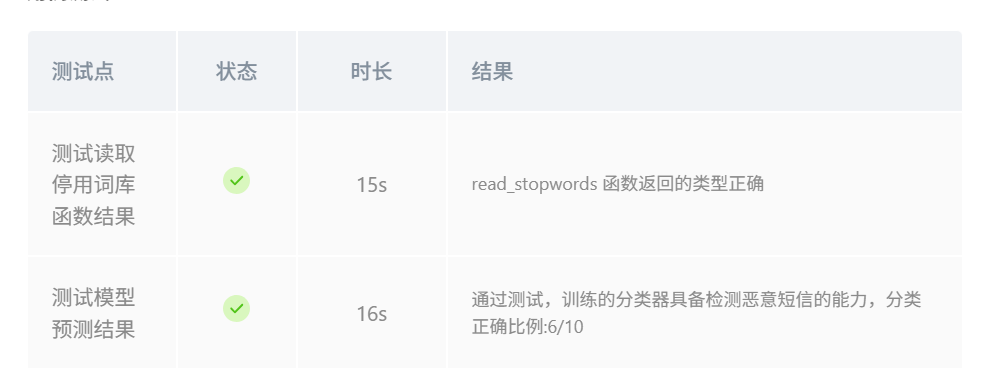 测试点 状态 时长 结果
测试读取
停用词库
函数结果
15s
read_stopwords 函数返回的类型正确
测试模型
预测结果
16s
通过测试，训练的分类器具备检测恶意短信的能力，分类
正确比例:6/10